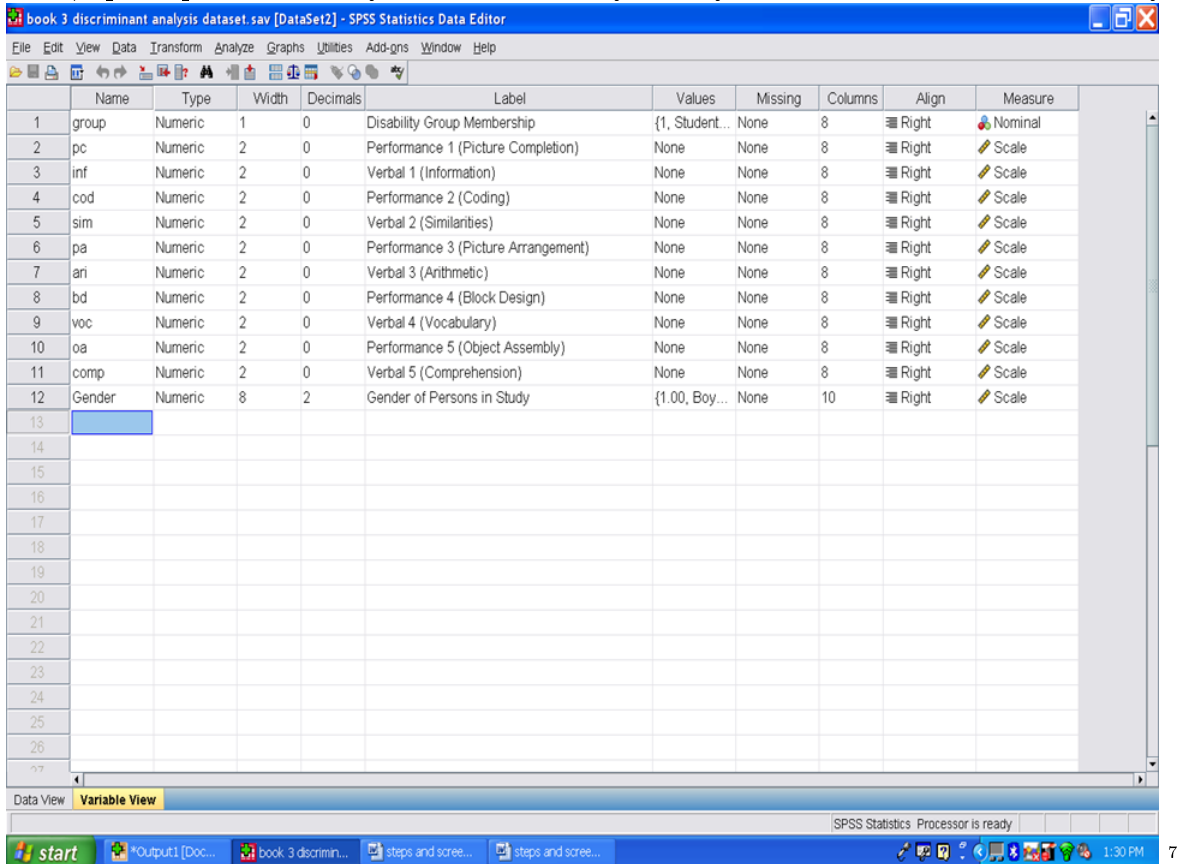 book 3 discriminant analysis dataset.sav [DataSet2] - SPSS Statistics Data Editor
File Edit View Data Transform Analyze Graphs Utilities Add-ons Window Help
Name Type Width Decimals Label Values Missing Columns Align Measure
1 group Numeric 1 0 Disability Group Membership {1, Student... None 8 Right Nominal
2 pc Numeric 2 0 Performance 1 (Picture Completion) None None 8 Right Scale
3 inf Numeric 2 0 Verbal 1 (Information) None None 8 Right Scale
4 cod Numeric 2 0 Performance 2 (Coding) None None 8 Right Scale
5 sim Numeric 2 0 Verbal 2 (Similarities) None None 8 Right Scale
6 pa Numeric 2 0 Performance 3 (Picture Arrangement) None None 8 Right Scale
7 ari Numeric 2 0 Verbal 3 (Arithmetic) None None 8 Right Scale
8 bd Numeric 2 0 Performance 4 (Block Design) None None 8 Right Scale
9 voc Numeric 2 0 Verbal 4 (Vocabulary) None None 8 Right Scale
10 oa Numeric 2 0 Performance 5 (Object Assembly) None None 8 Right Scale
11 comp Numeric 2 0 Verbal 5 (Comprehension) None None 8 Right Scale
12 Gender Numeric 8 2 Gender of Persons in Study {1.00, Boy... None 10 Right Scale
13
14
15
16
17
18
19
20
21
22
23
24
25
26
27
Data View Variable View
SPSS Statistics Processor is ready
start *Output1 [Doc... book 3 discrimin... steps and scree... steps and scree... 1:30 PM 7